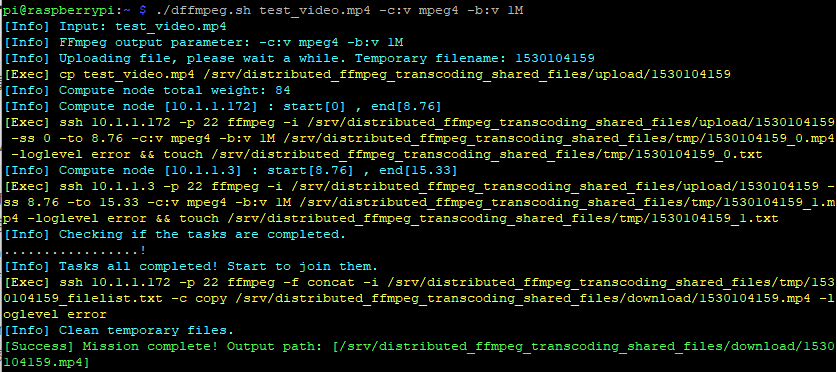 pi@raspberrypi:~ $ ./dffmpeg.sh test_video.mp4 -c:v mpeg4 -b:v 1M
[Info] Input: test_video.mp4
[Info] FFmpeg output parameter: -c:v mpeg4 -b:v 1M
[Info] Uploading file, please wait a while. Temporary filename: 1530104159
[Exec] cp test_video.mp4 /srv/distributed_ffmpeg_transcoding_shared_files/upload/1530104159
[Info] Compute node total weight: 84
[Info] Compute node [10.1.1.172] : start[0] , end[8.76]
[Exec] ssh 10.1.1.172 -p 22 ffmpeg -i /srv/distributed_ffmpeg_transcoding_shared_files/upload/1530104159
 -ss 0 -to 8.76 -c:v mpeg4 -b:v 1M /srv/distributed_ffmpeg_transcoding_shared_files/tmp/1530104159_0.mp4
 -loglevel error && touch /srv/distributed_ffmpeg_transcoding_shared_files/tmp/1530104159_0.txt
[Info] Compute node [10.1.1.3] : start[8.76] , end[15.33]
[Exec] ssh 10.1.1.3 -p 22 ffmpeg -i /srv/distributed_ffmpeg_transcoding_shared_files/upload/1530104159 -
ss 8.76 -to 15.33 -c:v mpeg4 -b:v 1M /srv/distributed_ffmpeg_transcoding_shared_files/tmp/1530104159_1.m
p4 -loglevel error && touch /srv/distributed_ffmpeg_transcoding_shared_files/tmp/1530104159_1.txt
[Info] Checking if the tasks are completed.
.................!
[Info] Tasks all completed! Start to join them.
[Exec] ssh 10.1.1.172 -p 22 ffmpeg -f concat -i /srv/distributed_ffmpeg_transcoding_shared_files/tmp/153
0104159_filelist.txt -c copy /srv/distributed_ffmpeg_transcoding_shared_files/download/1530104159.mp4 -l
oglevel error
[Info] Clean temporary files.
[Success] Mission complete! Output path: [/srv/distributed_ffmpeg_transcoding_shared_files/download/1530
104159.mp4]